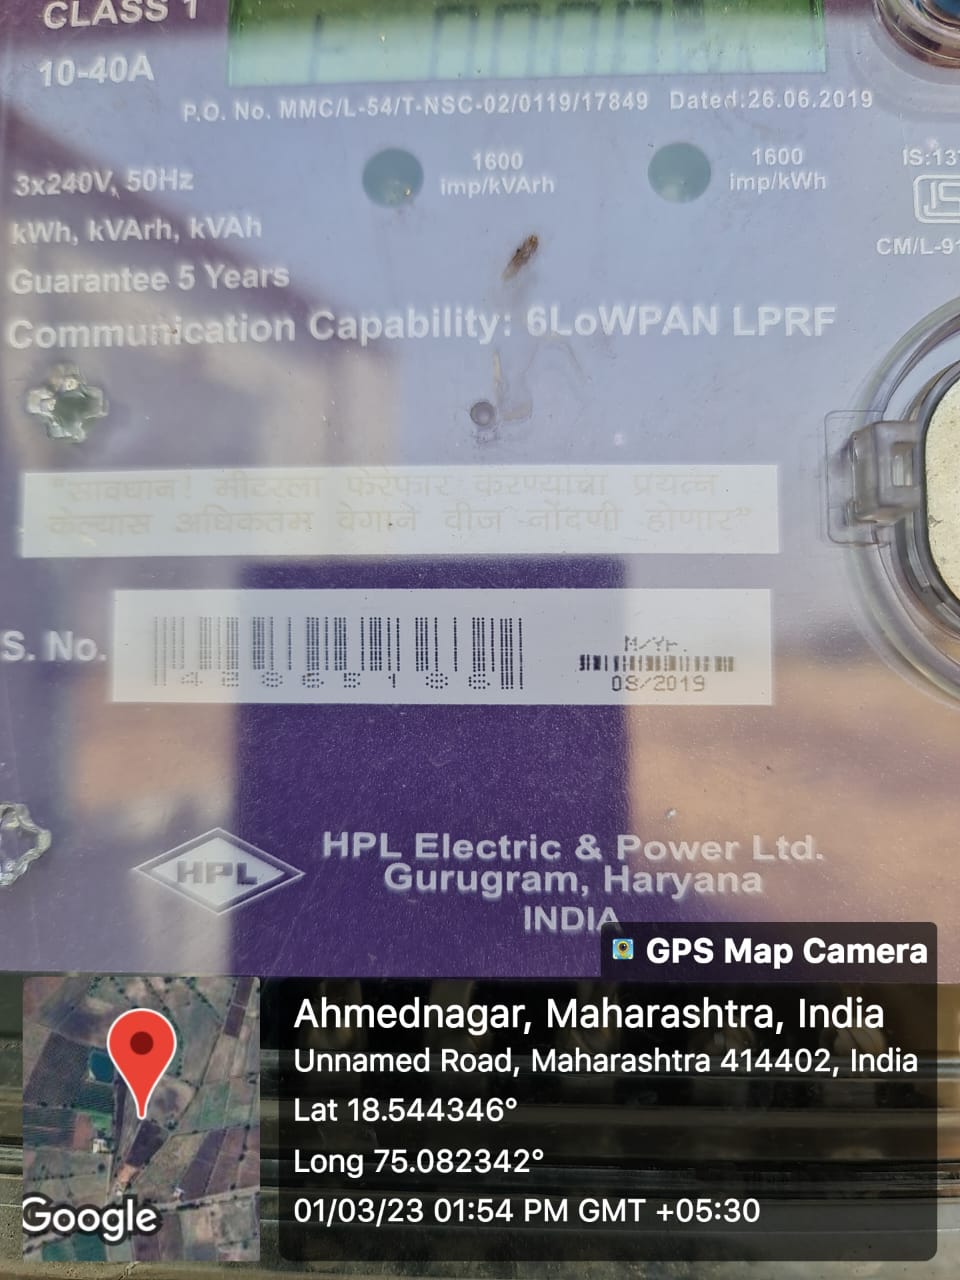 CLASS 1
10-40A
P.O. No. MMC/L-54/T-NSC-02/0119/17849 Dated:26.06.2019
3x240V, 50Hz
1600
imp/kVArh
1600
imp/kWh
kWh, kVArh, kVAh
Guarantee 5 Years
Communication Capability: 6LoWPAN LPRF
"सावधान! मीटरला फेरफार करण्याचा प्रयत्न
केल्यास अधिकतम वेगाने वीज नोंदणी होणार"
S. No.
M/Yr.
08/2019
HPL
HPL Electric & Power Ltd.
Gurugram, Haryana
INDIA
GPS Map Camera
Ahmednagar, Maharashtra, India
Unnamed Road, Maharashtra 414402, India
Lat 18.544346°
Long 75.082342°
01/03/23 01:54 PM GMT +05:30
Google